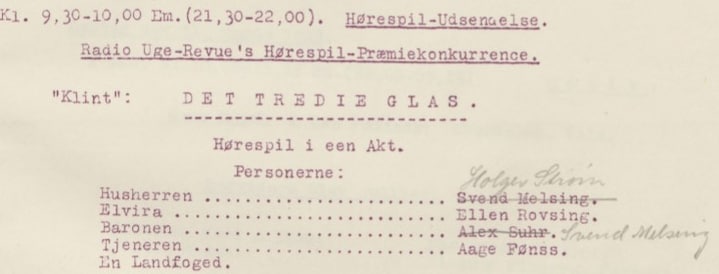 Kl. 9,30-10,00 Em.(21,30-22,00). Hørespil-Udsendelse.
Radio Uge-Revue's Hørespil-Præmiekonkurrence.
"Klint": DET TREDIE GLAS.
Hørespil i een Akt.
Personerne:
Holger Strøm
Husherren ........................ Svend Melsing.
Elvira ........................... Ellen Rovsing.
Baronen .......................... Alex Suhr. Svend Melsing
Tjeneren ......................... Aage Fønss.
En Landfoged.